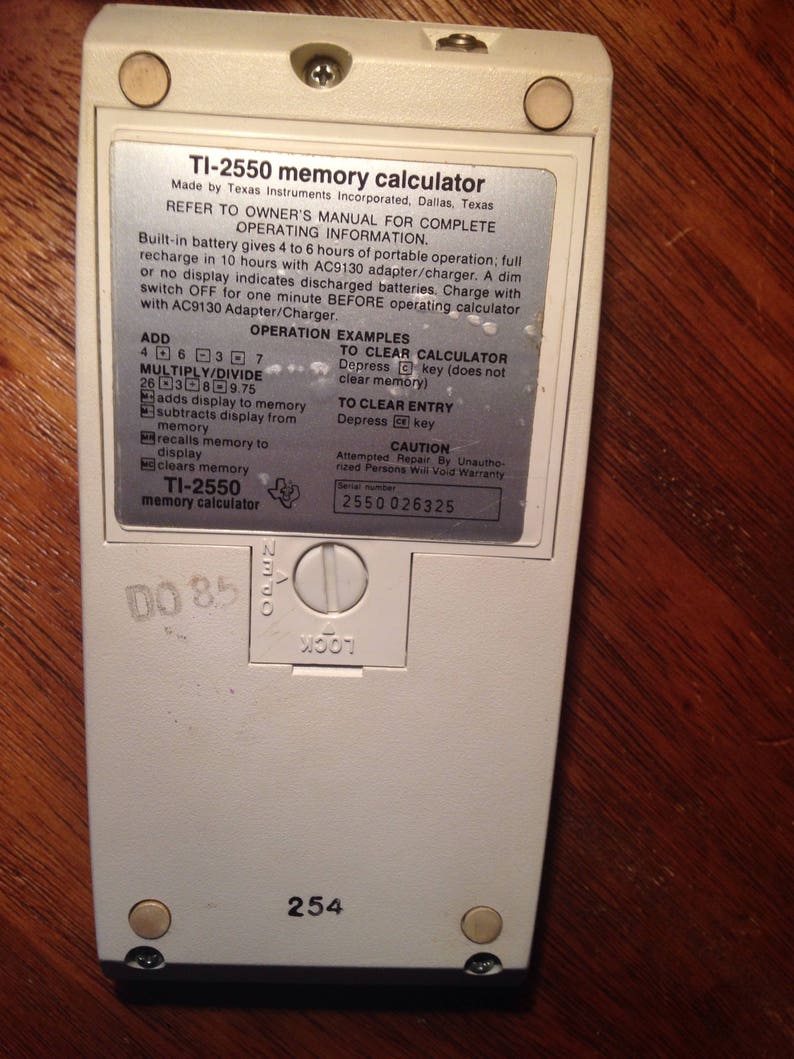 TI-2550 memory calculator
Made by Texas Instruments Incorporated, Dallas, Texas
REFER TO OWNER'S MANUAL FOR COMPLETE
OPERATING INFORMATION.
Built-in battery gives 4 to 6 hours of portable operation; full
recharge in 10 hours with AC9130 adapter/charger. A dim
or no display indicates discharged batteries. Charge with
switch OFF for one minute BEFORE operating calculator
with AC9130 Adapter/Charger.
OPERATION EXAMPLES
ADD
4 + 6 - 3 = 7
MULTIPLY/DIVIDE
26 × 3 ÷ 8 = 9.75
M+ adds display to memory
M- subtracts display from
memory
MR recalls memory to
display
MC clears memory
TI-2550
memory calculator
TO CLEAR CALCULATOR
Depress C key (does not
clear memory)
TO CLEAR ENTRY
Depress CE key
CAUTION
Attempted Repair By Unautho-
rized Persons Will Void Warranty
Serial number
2550 026325
OPEN
LOCK
DO 85
254